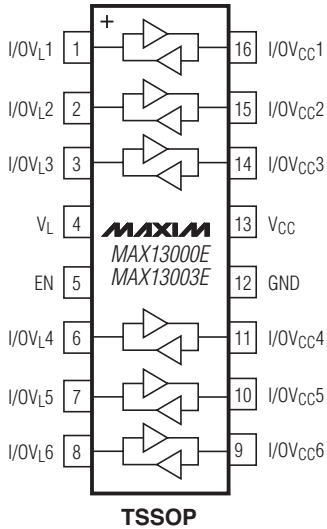 +
I/OVL1 1 16 I/OVCC1
I/OVL2 2 15 I/OVCC2
I/OVL3 3 14 I/OVCC3
VL 4 MAXIM 13 VCC
MAX13000E
MAX13003E
EN 5 12 GND
I/OVL4 6 11 I/OVCC4
I/OVL5 7 10 I/OVCC5
I/OVL6 8 9 I/OVCC6
TSSOP